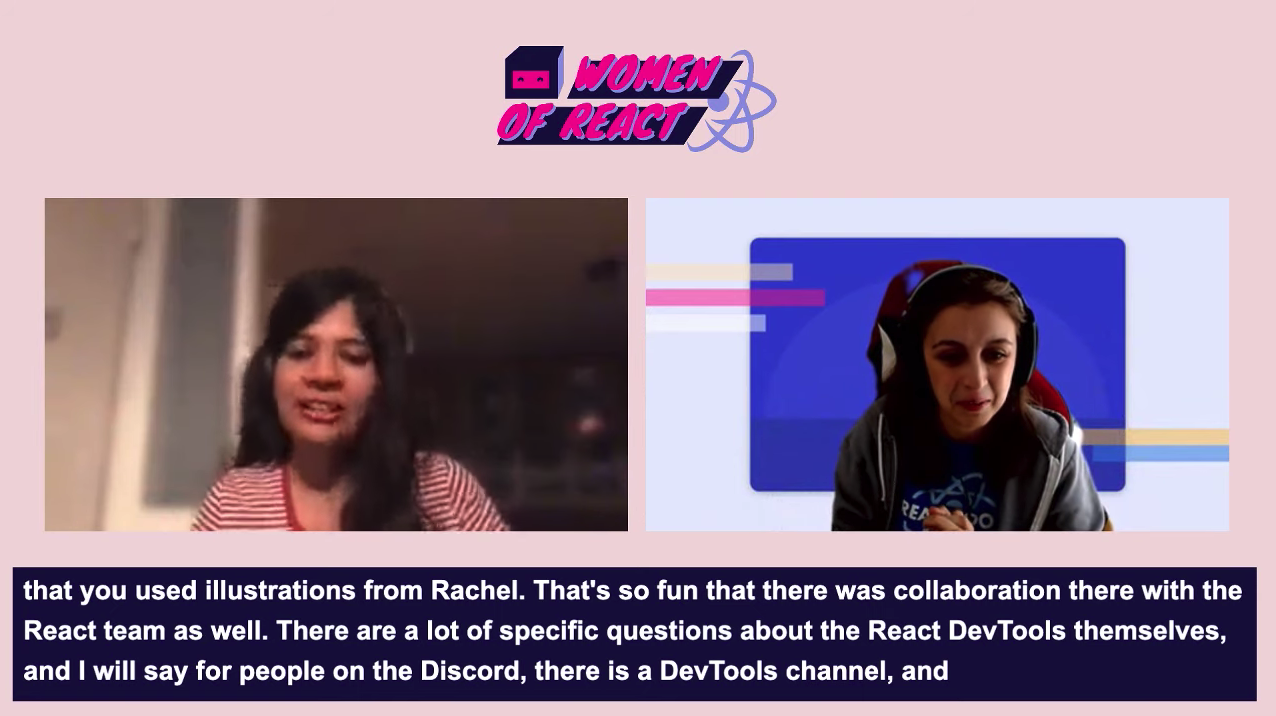 WOMEN
OF REACT
that you used illustrations from Rachel. That's so fun that there was collaboration there with the
React team as well. There are a lot of specific questions about the React DevTools themselves,
and I will say for people on the Discord, there is a DevTools channel, and